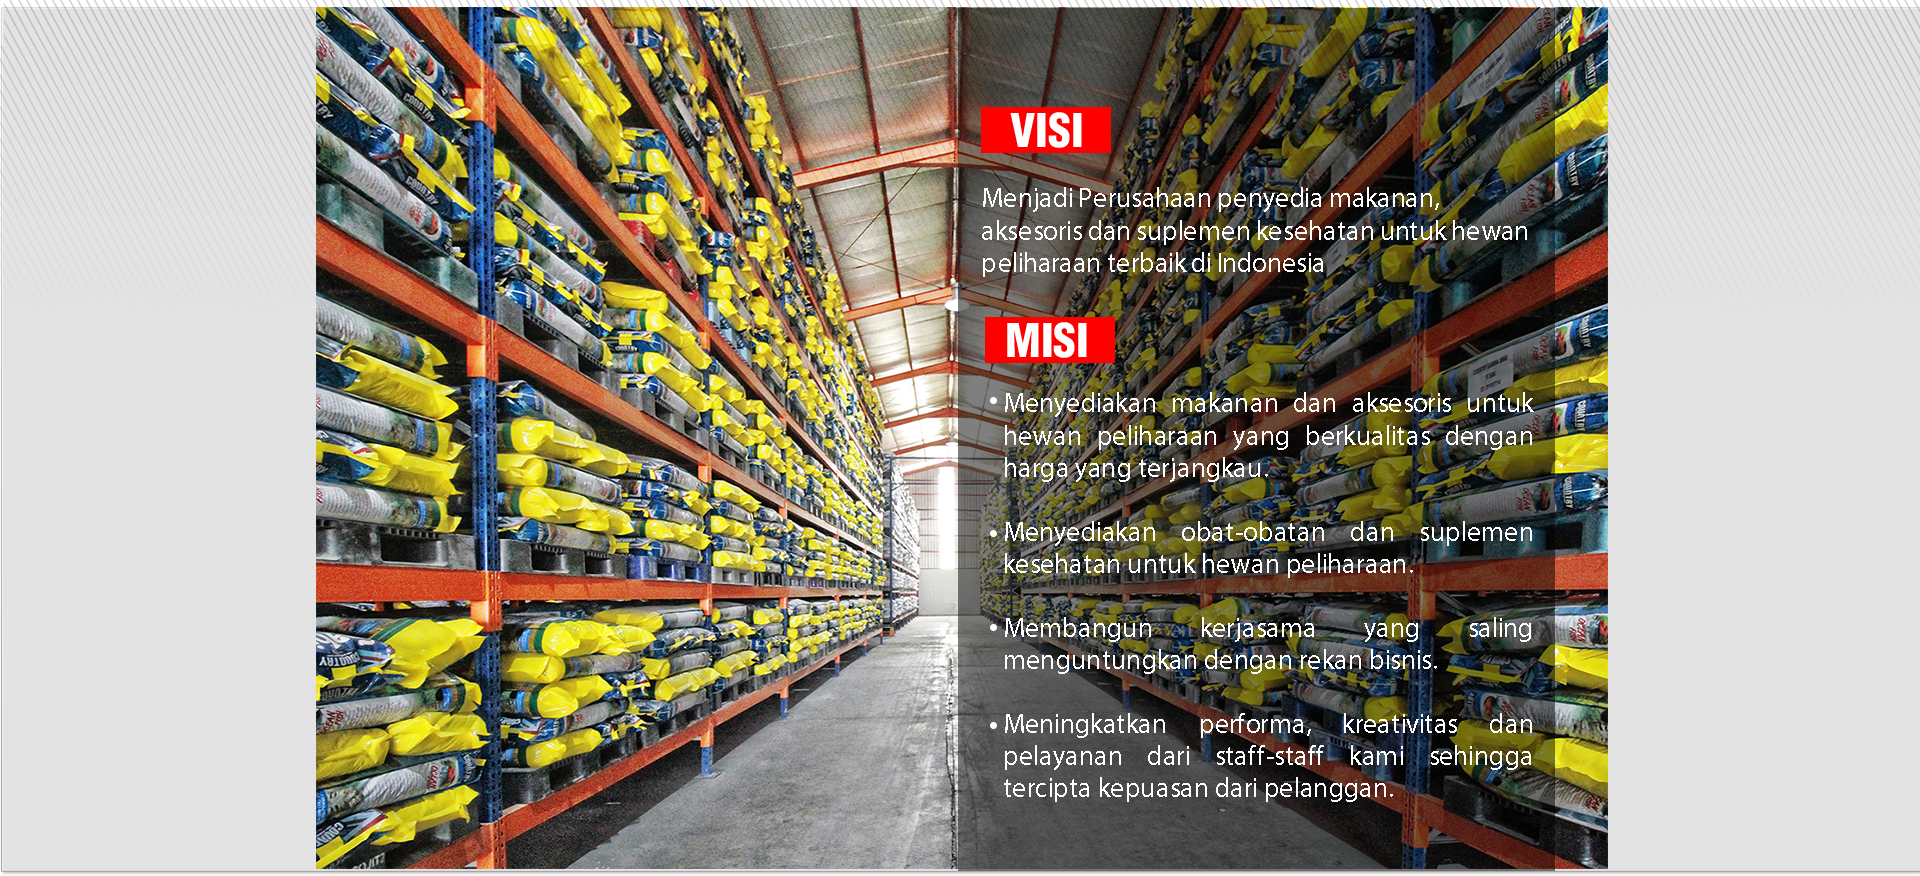 VISI
Menjadi Perusahaan penyedia makanan,
aksesoris dan suplemen kesehatan untuk hewan
peliharaan terbaik di Indonesia
MISI
• Menyediakan makanan dan aksesoris untuk
hewan peliharaan yang berkualitas dengan
harga yang terjangkau.
• Menyediakan obat-obatan dan suplemen
kesehatan untuk hewan peliharaan.
• Membangun kerjasama yang saling
menguntungkan dengan rekan bisnis.
• Meningkatkan performa, kreativitas dan
pelayanan dari staff-staff kami sehingga
tercipta kepuasan dari pelanggan.